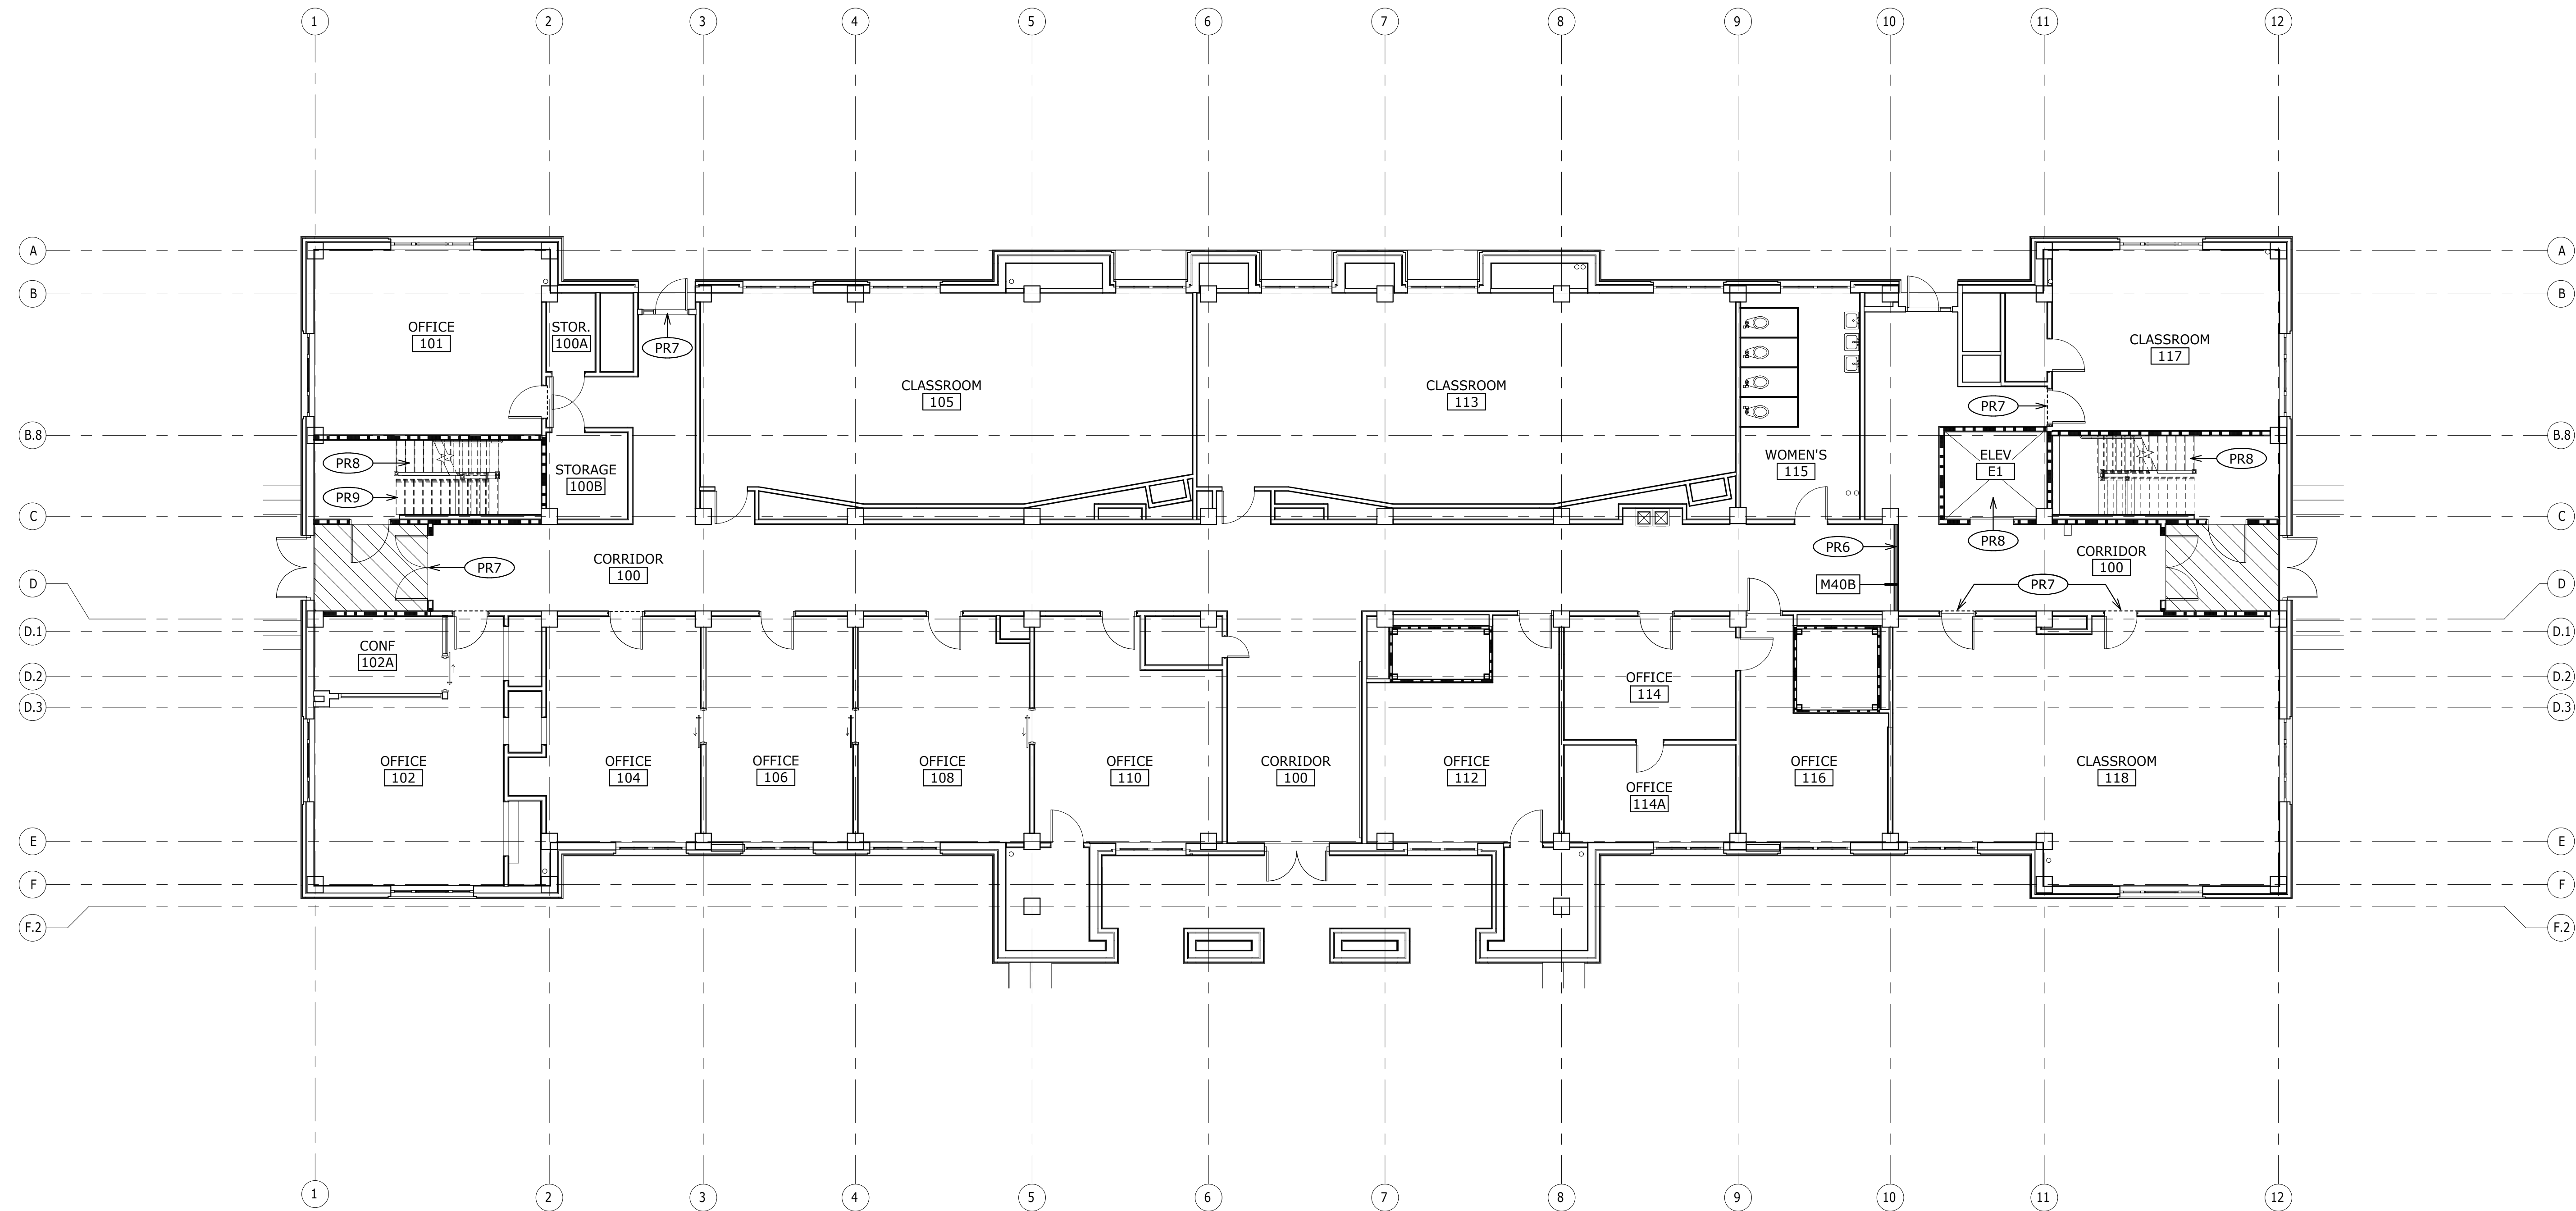 1 2 3 4 5 6 7 8 9 10 11 12
A A
B B
OFFICE
101
STOR.
100A
PR7
CLASSROOM
105
CLASSROOM
113
CLASSROOM
117
PR7
B.8 B.8
PR8
PR9
STORAGE
100B
WOMEN'S
115
ELEV
E1
PR8
PR8
C C
PR7
CORRIDOR
100
PR6
M40B
CORRIDOR
100
PR7
D D
D.1 D.1
CONF
102A
D.2 D.2
OFFICE
114
D.3 D.3
OFFICE
102
OFFICE
104
OFFICE
106
OFFICE
108
OFFICE
110
CORRIDOR
100
OFFICE
112
OFFICE
114A
OFFICE
116
CLASSROOM
118
E E
F F
F.2 F.2
1 2 3 4 5 6 7 8 9 10 11 12